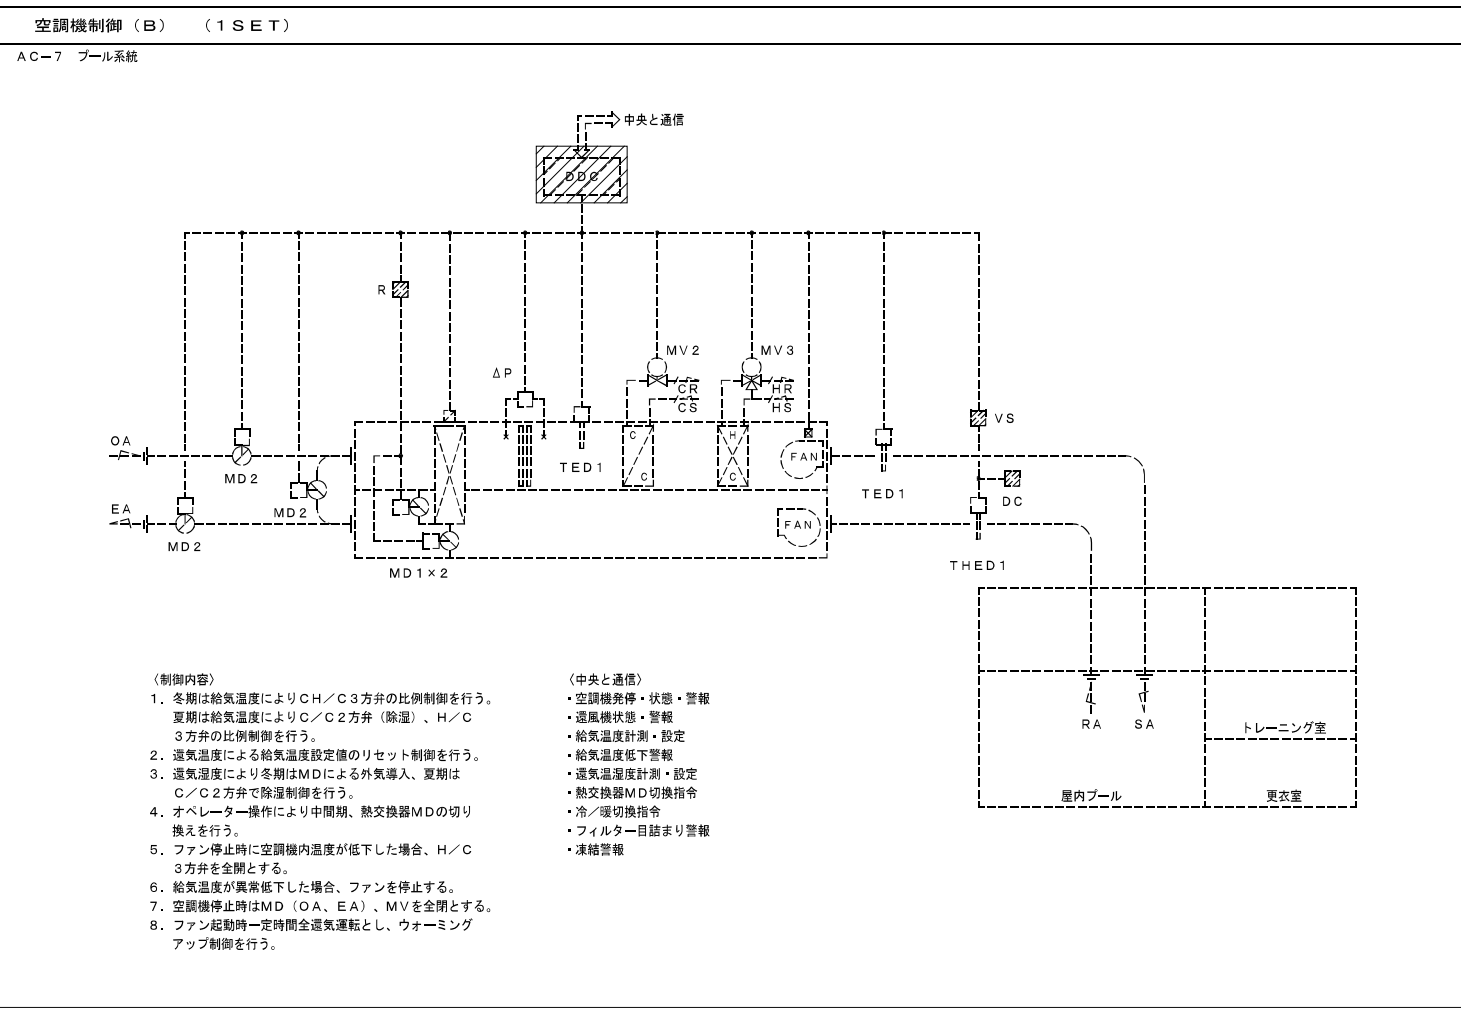 空調機制御（Ｂ）　（１ＳＥＴ）
ＡＣ－７　プール系統
中央と通信
ＤＤＣ
Ｒ
ＭＶ２
ＭＶ３
ΔＰ
ＣＲ
ＨＲ
ＣＳ
ＨＳ
ＶＳ
ＯＡ
Ｃ
Ｈ
ＦＡＮ
ＴＥＤ１
ＭＤ２
Ｃ
Ｃ
ＴＥＤ１
ＤＣ
ＭＤ２
ＥＡ
ＦＡＮ
ＭＤ２
ＭＤ１×２
ＴＨＥＤ１
ＲＡ
ＳＡ
トレーニング室
屋内プール
更衣室
〈制御内容〉
１．冬期は給気温度によりＣＨ／Ｃ３方弁の比例制御を行う。
夏期は給気温度によりＣ／Ｃ２方弁（除湿）、Ｈ／Ｃ
３方弁の比例制御を行う。
２．還気温度による給気温度設定値のリセット制御を行う。
３．還気湿度により冬期はＭＤによる外気導入、夏期は
Ｃ／Ｃ２方弁で除湿制御を行う。
４．オペレーター操作により中間期、熱交換器ＭＤの切り
換えを行う。
５．ファン停止時に空調機内温度が低下した場合、Ｈ／Ｃ
３方弁を全開とする。
６．給気温度が異常低下した場合、ファンを停止する。
７．空調機停止時はＭＤ（ＯＡ、ＥＡ）、ＭＶを全閉とする。
８．ファン起動時一定時間全還気運転とし、ウォーミング
アップ制御を行う。
〈中央と通信〉
・空調機発停・状態・警報
・還風機状態・警報
・給気温度計測・設定
・給気温度低下警報
・還気温湿度計測・設定
・熱交換器ＭＤ切換指令
・冷／暖切換指令
・フィルター目詰まり警報
・凍結警報